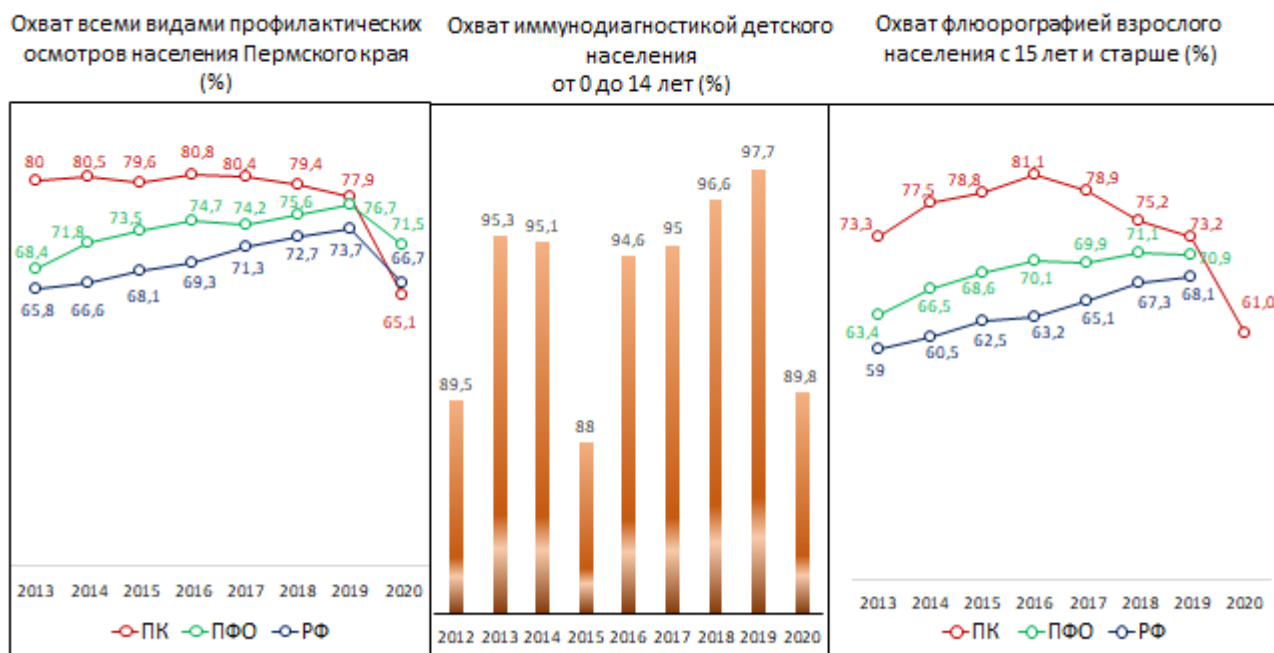 Охват всеми видами профилактических
осмотров населения Пермского края
(%)
80 80,5 79,6 80,8 80,4 79,4 77,9 65,1
68,4 71,8 73,5 74,7 74,2 75,6 76,7 71,5
65,8 66,6 68,1 69,3 71,3 72,7 73,7 66,7
2013 2014 2015 2016 2017 2018 2019 2020
ПК ПФО РФ
Охват иммунодиагностикой детского
населения
от 0 до 14 лет (%)
89,5 95,3 95,1 88 94,6 95 96,6 97,7 89,8
2012 2013 2014 2015 2016 2017 2018 2019 2020
Охват флюорографией взрослого
населения с 15 лет и старше (%)
73,3 77,5 78,8 81,1 78,9 75,2 73,2 61,0
63,4 66,5 68,6 70,1 69,9 71,1 70,9
59 60,5 62,5 63,2 65,1 67,3 68,1
2013 2014 2015 2016 2017 2018 2019 2020
ПК ПФО РФ